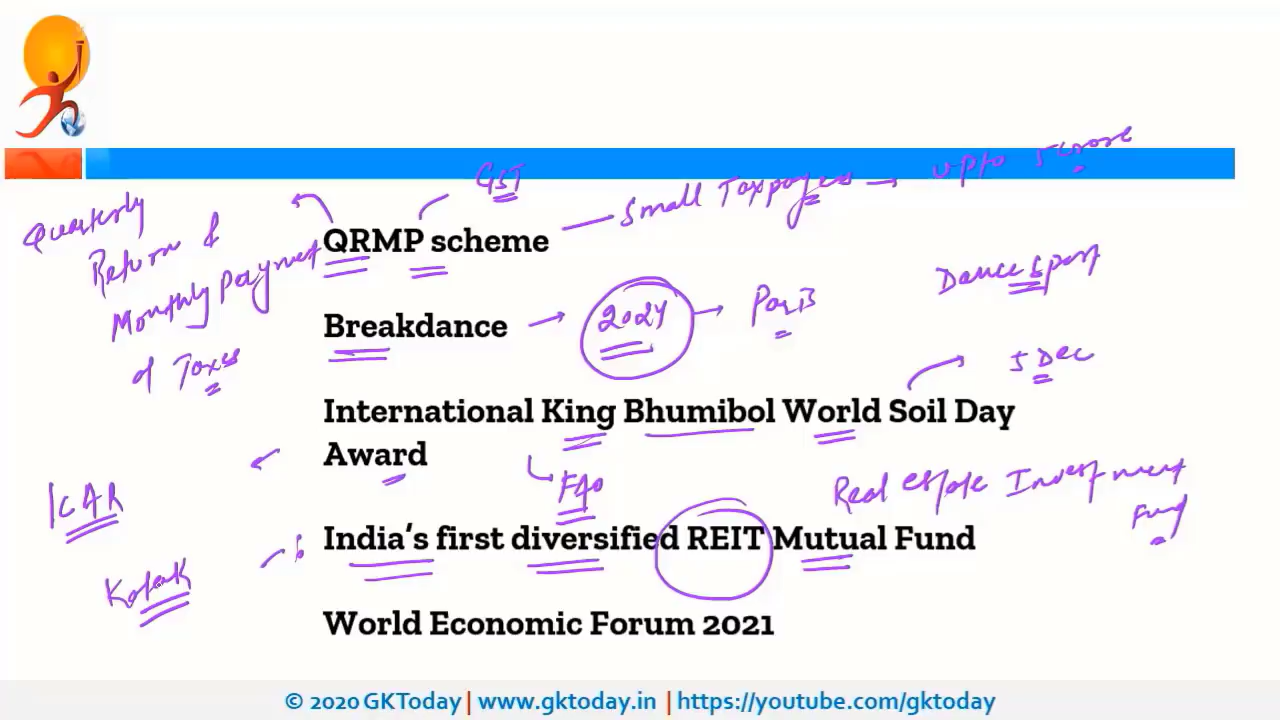 GST
Small Taxpayers → upto 5 crore
Quarterly
Return &
Monthly Payment
of Taxes
QRMP scheme
Dance sport
Breakdance → 2024 → Paris
5 Dec
International King Bhumibol World Soil Day
Award
FAO
ICAR
Real estate Investment
Fund
India’s first diversified REIT Mutual Fund
Kotak
World Economic Forum 2021
© 2020 GKToday | www.gktoday.in | https://youtube.com/gktoday